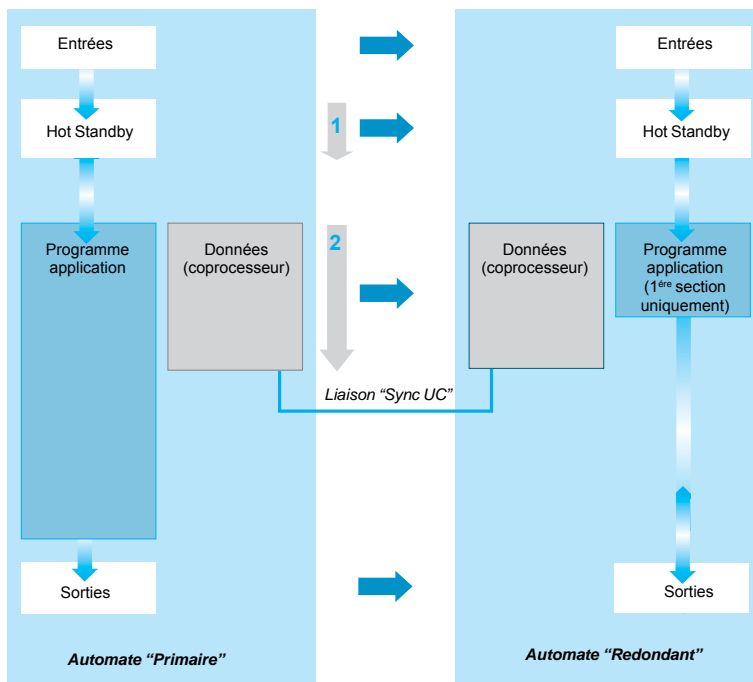 Entrées
Hot Standby
Programme
application
Données
(coprocesseur)
Sorties
Automate “Primaire”
1
2
Liaison “Sync UC”
Entrées
Hot Standby
Données
(coprocesseur)
Programme
application
(1ére section
uniquement)
Sorties
Automate “Redondant”